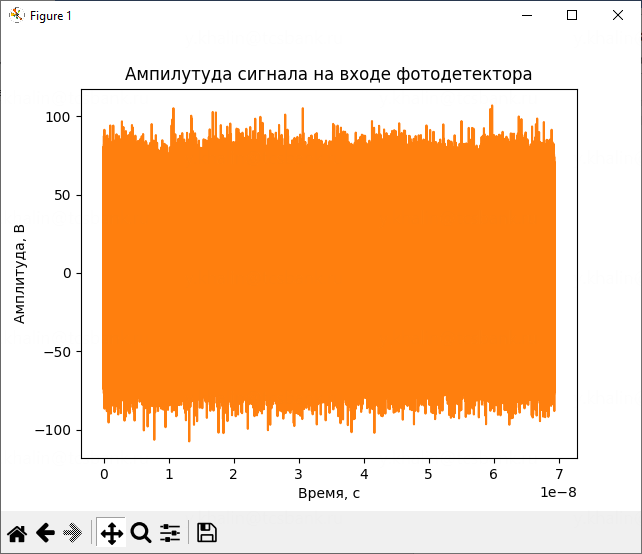 Figure 1
Ампилутуда сигнала на входе фотодетектора
100
50
0
−50
−100
Амплитуда, В
0 1 2 3 4 5 6 7
1e−8
Время, с